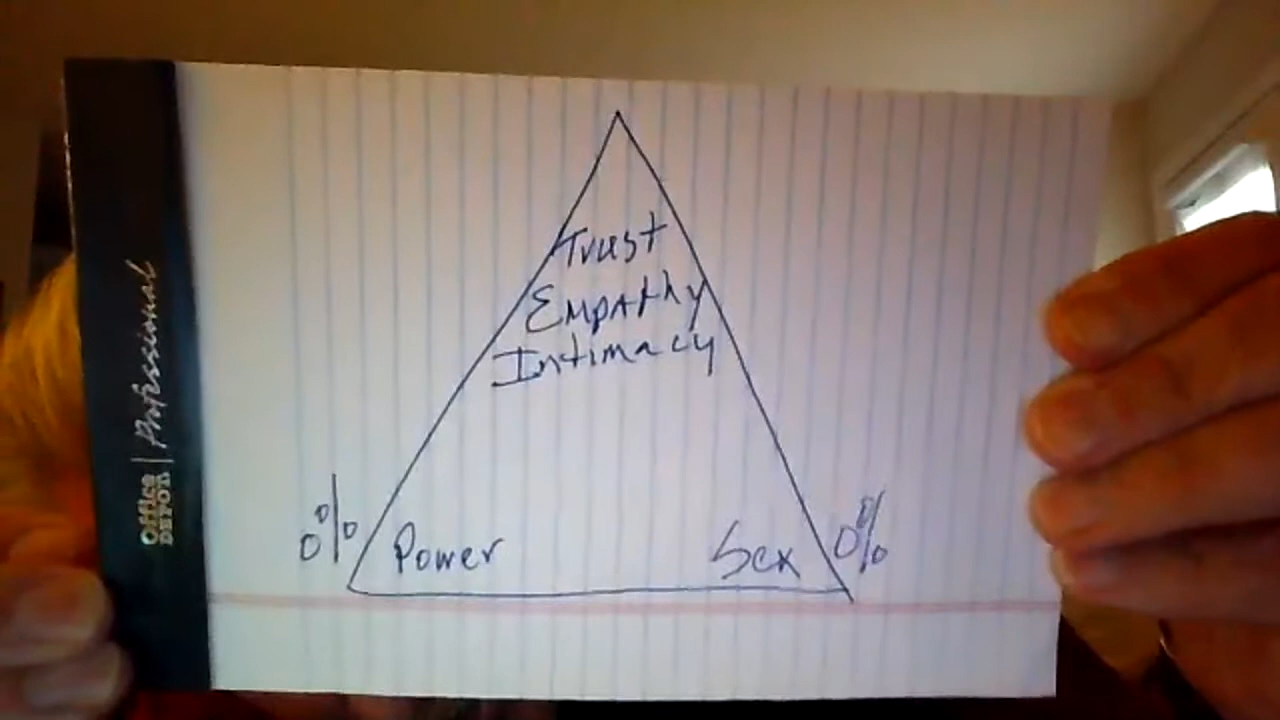 Trust
Empathy
Intimacy
0% Power Sex 0%
Office DEPOT | Professional